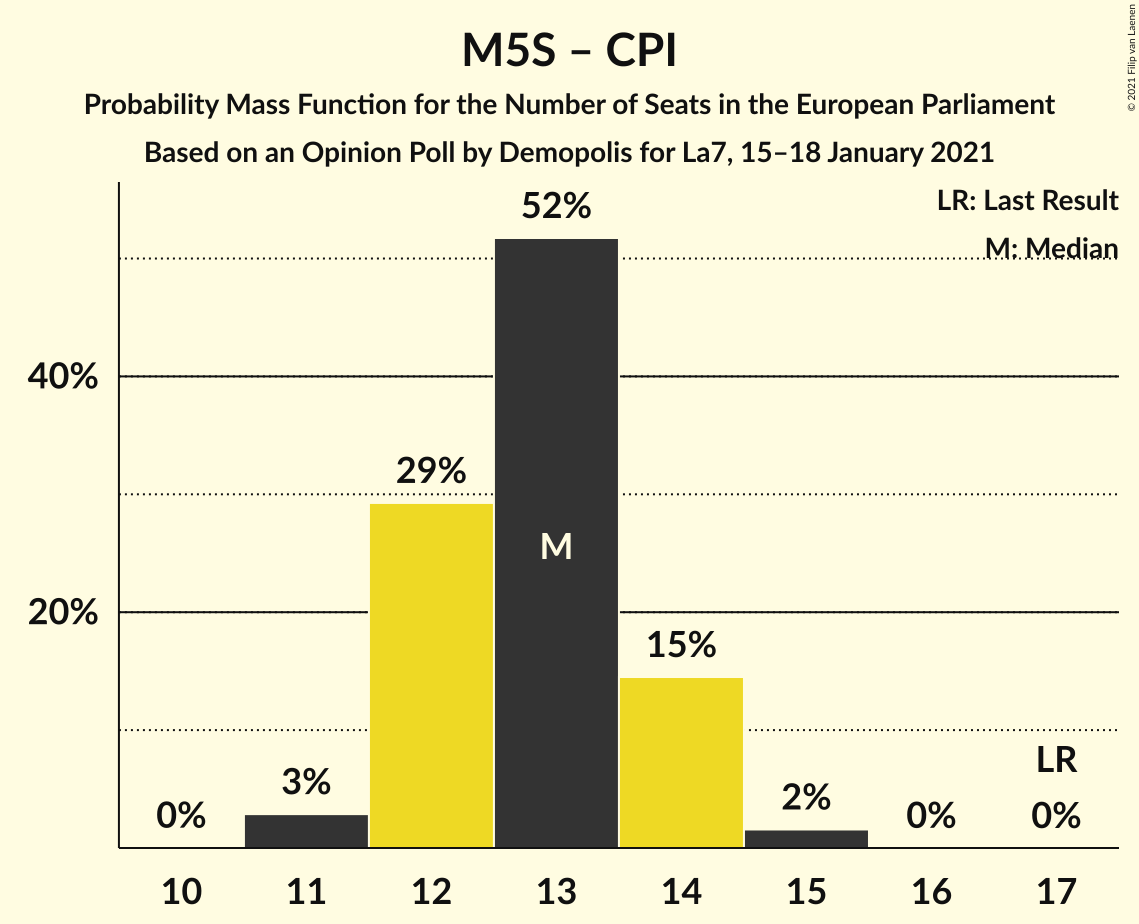 M5S – CPI
Probability Mass Function for the Number of Seats in the European Parliament
Based on an Opinion Poll by Demopolis for La7, 15–18 January 2021
© 2021 Filip van Laenen
LR: Last Result
M: Median
52%
40%
29%
M
20%
15%
LR
0% 3% 2% 0% 0%
10 11 12 13 14 15 16 17